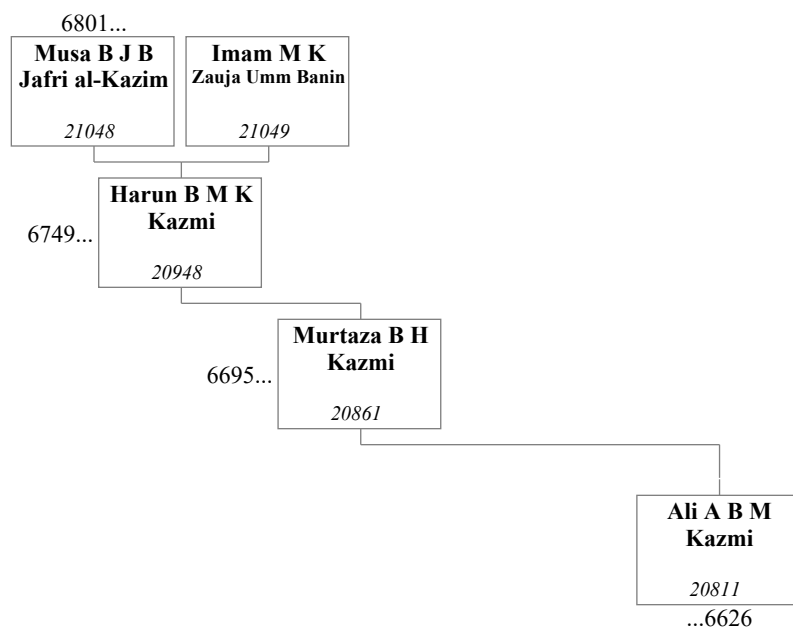 6801...
Musa B J B
Jafri al-Kazim
21048
Imam M K
Zauja Umm Banin
21049
Harun B M K
Kazmi
6749...
20948
Murtaza B H
Kazmi
6695...
20861
Ali A B M
Kazmi
20811
...6626